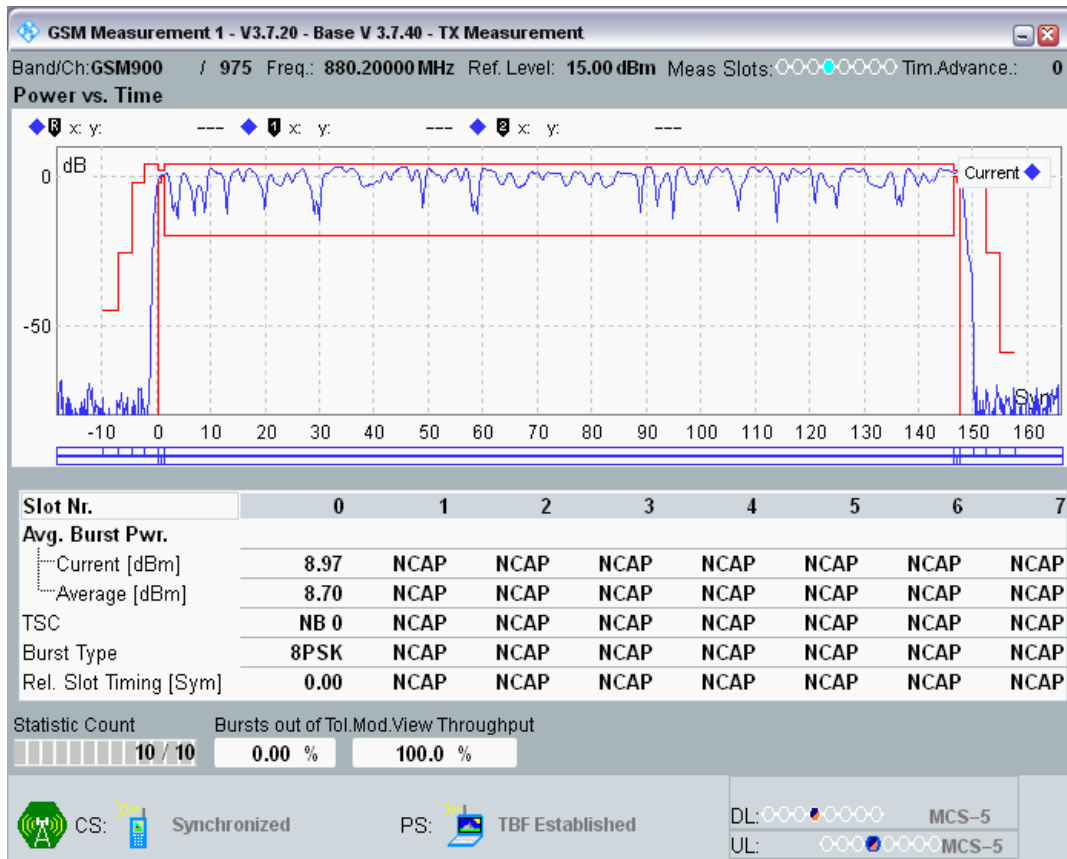 GSM Measurement 1 - V3.7.20 - Base V 3.7.40 - TX Measurement
Band/Ch:GSM900 / 975 Freq.: 880.20000 MHz Ref. Level: 15.00 dBm Meas Slots: Tim.Advance.: 0
Power vs. Time
R x: y: --- 1 x: y: --- 2 x: y: ---
dB
Current
0
-50
Sym
-10 0 10 20 30 40 50 60 70 80 90 100 110 120 130 140 150 160
Slot Nr. 0 1 2 3 4 5 6 7
Avg. Burst Pwr.
Current [dBm] 8.97 NCAP NCAP NCAP NCAP NCAP NCAP NCAP
Average [dBm] 8.70 NCAP NCAP NCAP NCAP NCAP NCAP NCAP
TSC NB 0 NCAP NCAP NCAP NCAP NCAP NCAP NCAP
Burst Type 8PSK NCAP NCAP NCAP NCAP NCAP NCAP NCAP
Rel. Slot Timing [Sym] 0.00 NCAP NCAP NCAP NCAP NCAP NCAP NCAP
Statistic Count Bursts out of Tol.Mod.View Throughput
10 / 10 0.00 % 100.0 %
CS: Synchronized PS: TBF Established DL: MCS-5
UL: MCS-5